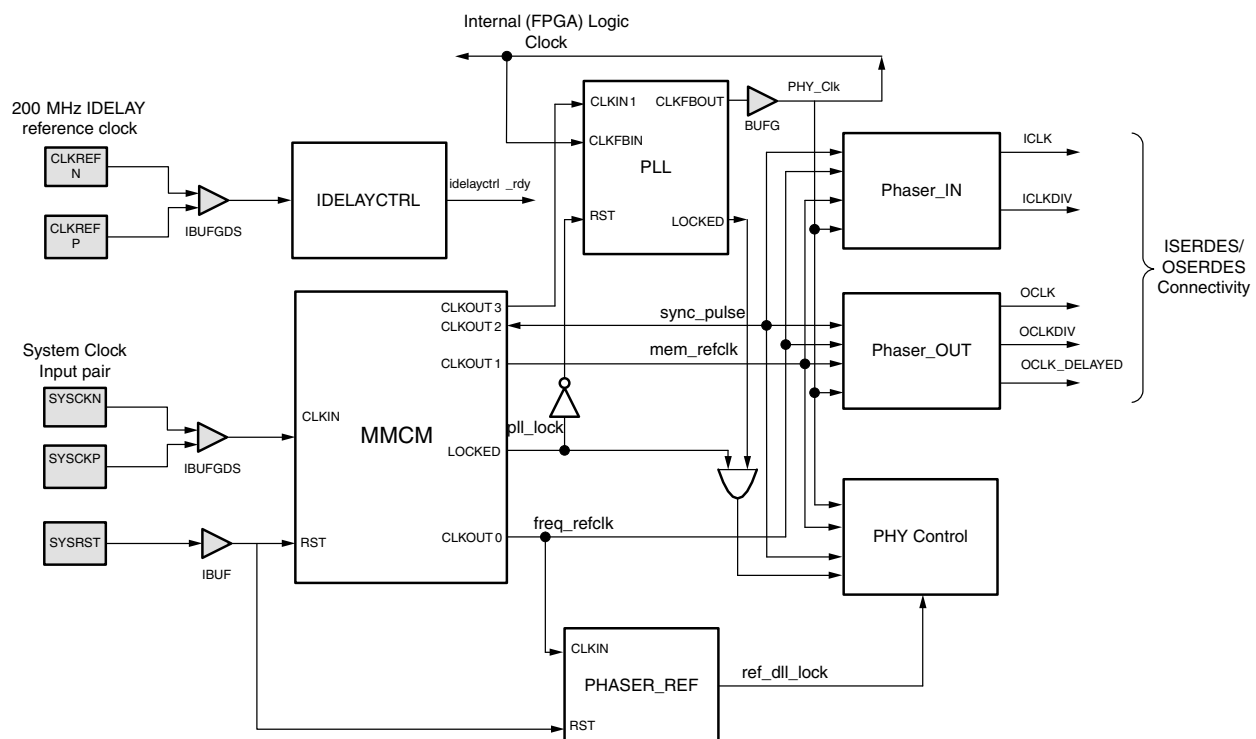 Internal (FPGA) Logic
Clock
200 MHz IDELAY
reference clock
CLKREF
N
CLKREF
P
IBUFGDS
IDELAYCTRL
idelayctrl _rdy
CLKIN1
CLKFBIN
RST
PLL
CLKFBOUT
LOCKED
BUFG
PHY_Clk
Phaser_IN
ICLK
ICLKDIV
ISERDES/
OSERDES
Connectivity
System Clock
Input pair
SYSCKN
SYSCKP
IBUFGDS
SYSRST
IBUF
CLKIN
RST
MMCM
CLKOUT 3
CLKOUT 2
CLKOUT 1
LOCKED
CLKOUT 0
sync_pulse
mem_refclk
pll_lock
freq_refclk
Phaser_OUT
OCLK
OCLKDIV
OCLK_DELAYED
PHY Control
CLKIN
PHASER_REF
RST
ref_dll_lock